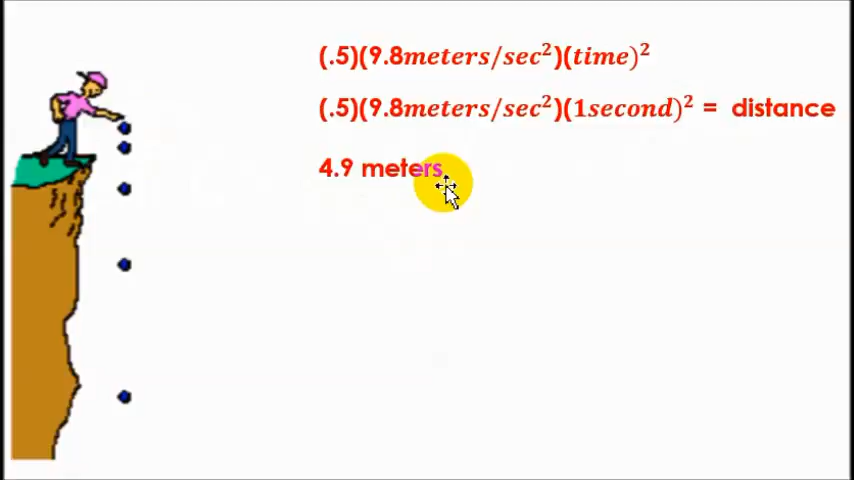 (.5)(9.8meters/sec²)(time)²
(.5)(9.8meters/sec²)(1second)² = distance
4.9 meters